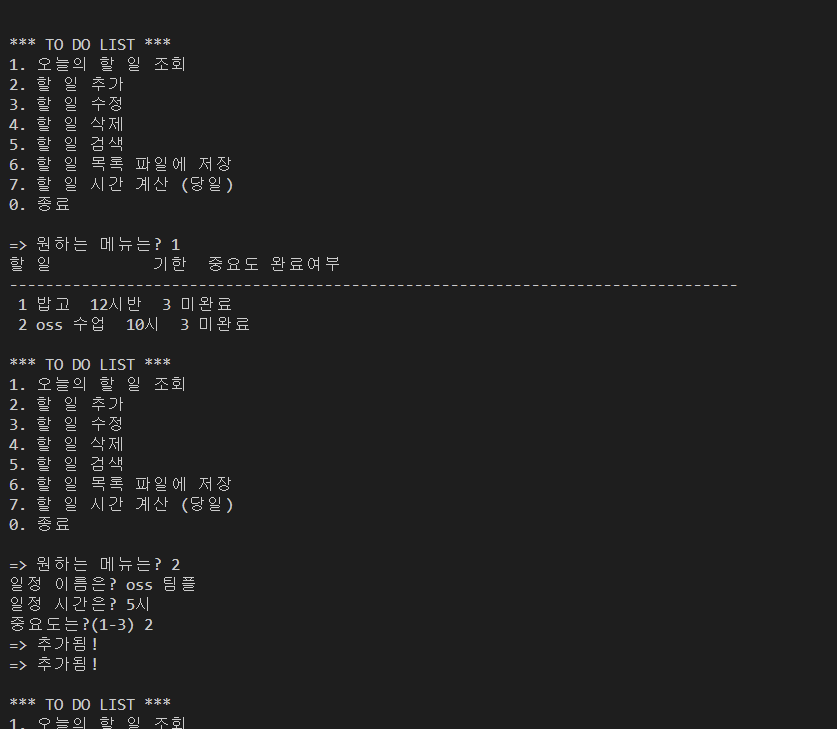 *** TO DO LIST ***
1. 오늘의 할 일 조회
2. 할 일 추가
3. 할 일 수정
4. 할 일 삭제
5. 할 일 검색
6. 할 일 목록 파일에 저장
7. 할 일 시간 계산 (당일)
0. 종료
=> 원하는 메뉴는? 1
할 일 기한 중요도 완료여부
---------------------------------------------------------------------------------
1 밥고 12시반 3 미완료
2 oss 수업 10시 3 미완료
*** TO DO LIST ***
1. 오늘의 할 일 조회
2. 할 일 추가
3. 할 일 수정
4. 할 일 삭제
5. 할 일 검색
6. 할 일 목록 파일에 저장
7. 할 일 시간 계산 (당일)
0. 종료
=> 원하는 메뉴는? 2
일정 이름은? oss 팀플
일정 시간은? 5시
중요도는?(1-3) 2
=> 추가됨!
=> 추가됨!
*** TO DO LIST ***
1. 오늘의 할 일 조회